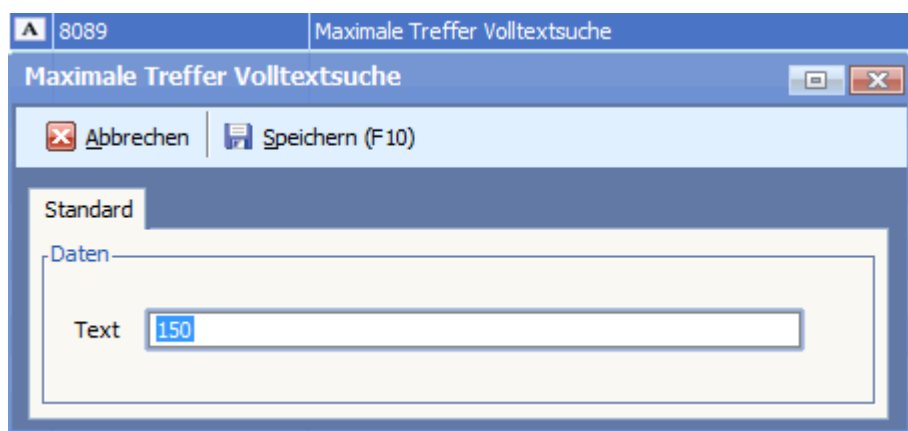 A 8089 Maximale Treffer Volltextsuche
Maximale Treffer Volltextsuche
Abbrechen Speichern (F10)
Standard
Daten
Text 150